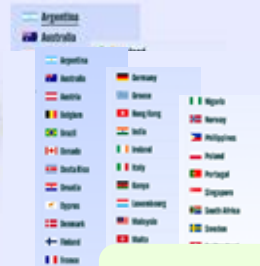 Argentina
Australia
Argentina
Australia
Austria
Belgium
Brazil
Canada
Costa Rica
Croatia
Cyprus
Denmark
Finland
France
Germany
Greece
Hong Kong
India
Ireland
Italy
Kenya
Luxembourg
Malaysia
Malta
Nigeria
Norway
Philippines
Poland
Portugal
Singapore
South Africa
Sweden